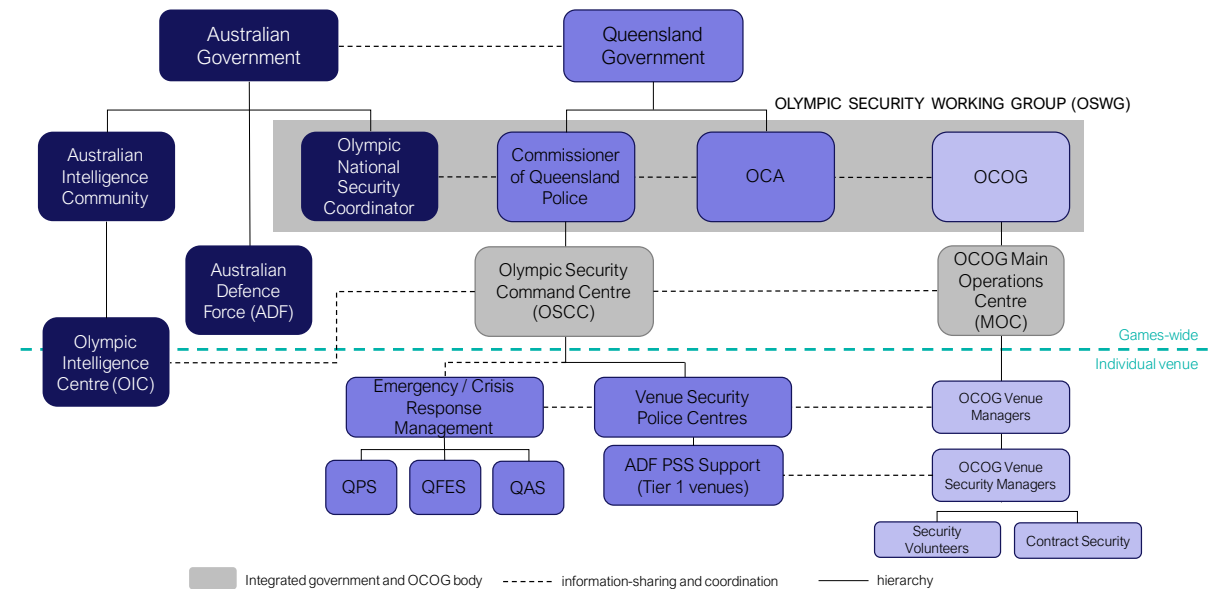 Australian
Government
Queensland
Government
OLYMPIC SECURITY WORKING GROUP (OSWG)
Australian
Intelligence
Community
Olympic
National
Security
Coordinator
Commissioner
of Queensland
Police
OCA
OCOG
Australian
Defence
Force (ADF)
Olympic Security
Command Centre
(OSCC)
OCOG Main
Operations
Centre
(MOC)
Olympic
Intelligence
Centre (OIC)
Games-wide
Individual venue
Emergency / Crisis
Response
Management
Venue Security
Police Centres
OCOG Venue
Managers
QPS
QFES
QAS
ADF PSS Support
(Tier 1 venues)
OCOG Venue
Security Managers
Security
Volunteers
Contract Security
Integrated government and OCOG body
information-sharing and coordination
hierarchy